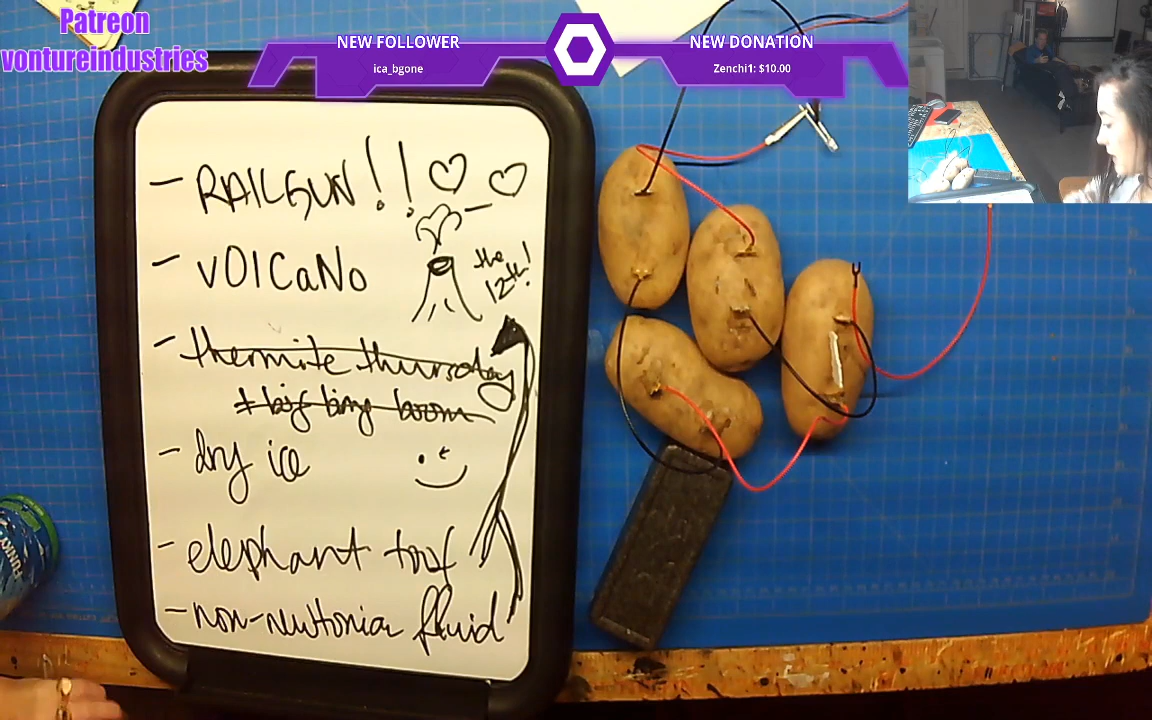 Patreon
vontureindustries
NEW FOLLOWER
ica_bgone
NEW DONATION
Zenchi1: $10.00
- RAILGUN!!
- VOlCaNo
the
12th!
- thermite thursday
+ big bing boom
- dry ice
- elephant toof
- non-newtonian fluid